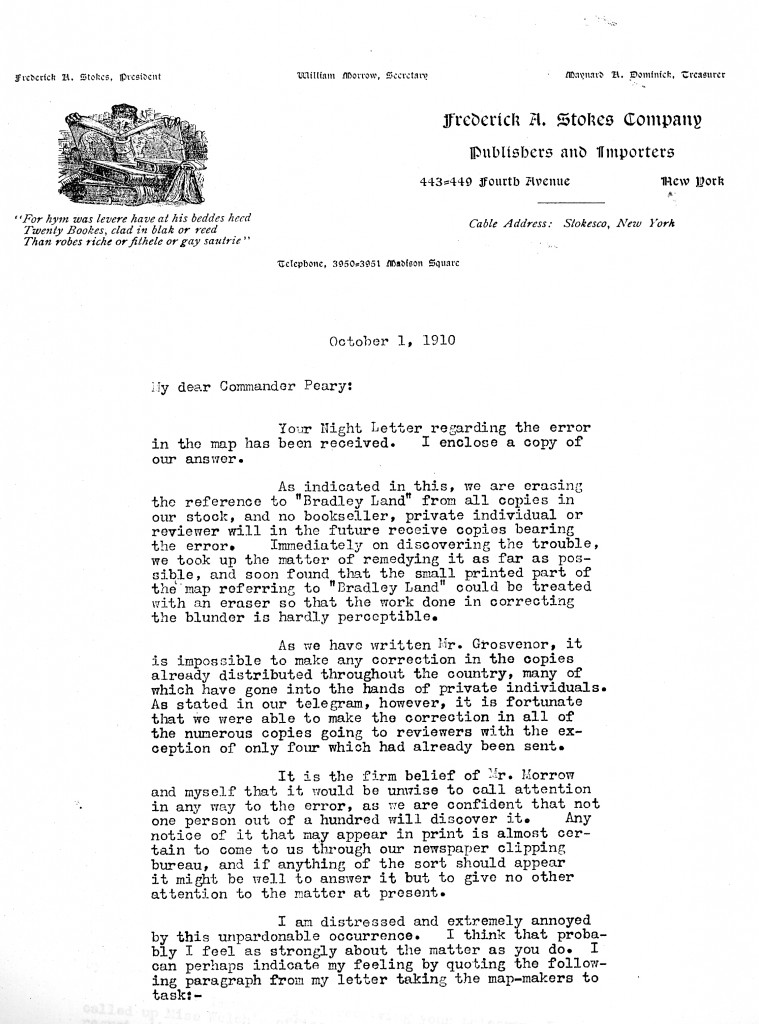 Frederick A. Stokes, President
William Morrow, Secretary
Maynard A. Dominick, Treasurer
Frederick A. Stokes Company
Publishers and Importers
443=449 Fourth Avenue
New York
"For hym was levere have at his beddes heed
Twenty Bookes, clad in blak or reed
Than robes riche or fithele or gay sautrie"
Cable Address: Stokesco, New York
Telephone, 3950=3951 Madison Square
October 1, 1910
My dear Commander Peary:
Your Night Letter regarding the error
in the map has been received. I enclose a copy of
our answer.
As indicated in this, we are erasing
the reference to "Bradley Land" from all copies in
our stock, and no bookseller, private individual or
reviewer will in the future receive copies bearing
the error. Immediately on discovering the trouble,
we took up the matter of remedying it as far as pos-
sible, and soon found that the small printed part of
the map referring to "Bradley Land" could be treated
with an eraser so that the work done in correcting
the blunder is hardly perceptible.
As we have written Mr. Grosvenor, it
is impossible to make any correction in the copies
already distributed throughout the country, many of
which have gone into the hands of private individuals.
As stated in our telegram, however, it is fortunate
that we were able to make the correction in all of
the numerous copies going to reviewers with the ex-
ception of only four which had already been sent.
It is the firm belief of Mr. Morrow
and myself that it would be unwise to call attention
in any way to the error, as we are confident that not
one person out of a hundred will discover it. Any
notice of it that may appear in print is almost cer-
tain to come to us through our newspaper clipping
bureau, and if anything of the sort should appear
it might be well to answer it but to give no other
attention to the matter at present.
I am distressed and extremely annoyed
by this unpardonable occurrence. I think that proba-
bly I feel as strongly about the matter as you do. I
can perhaps indicate my feeling by quoting the follow-
ing paragraph from my letter taking the map-makers to
task:-